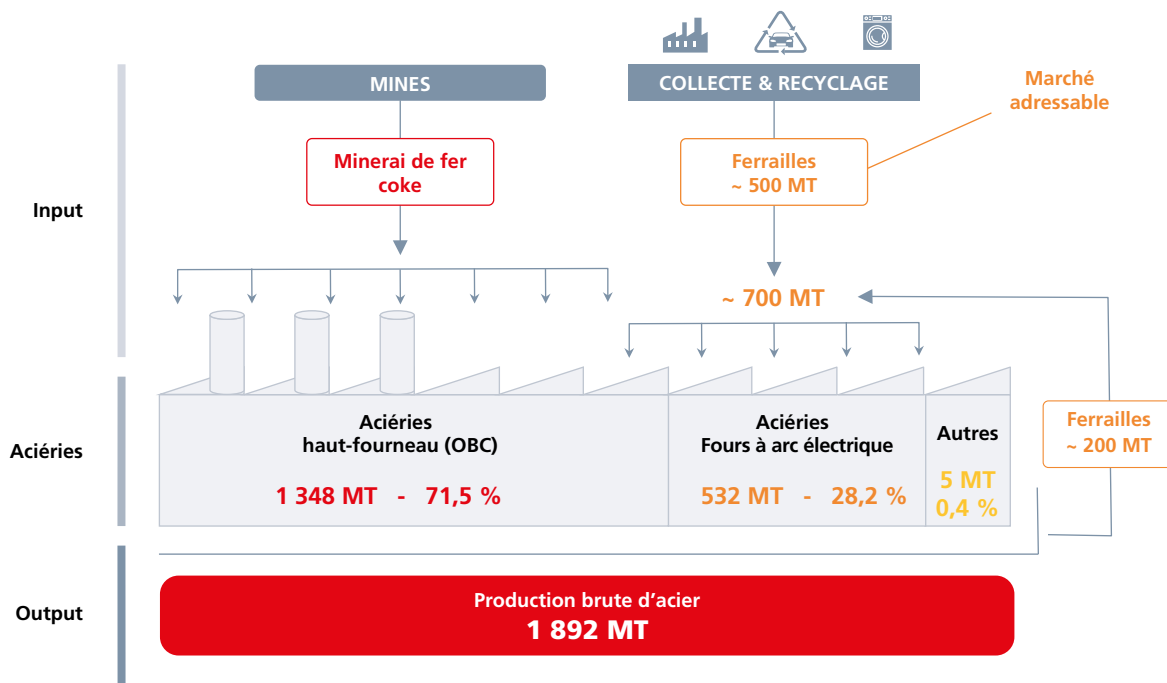 MINES
COLLECTE & RECYCLAGE
Marché
adressable
Minerai de fer
coke
Ferrailles
~ 500 MT
Input
~ 700 MT
Aciéries
Aciéries
haut-fourneau (OBC)
1 348 MT - 71,5 %
Aciéries
Fours à arc électrique
532 MT - 28,2 %
Autres
5 MT
0,4 %
Ferrailles
~ 200 MT
Output
Production brute d'acier
1 892 MT